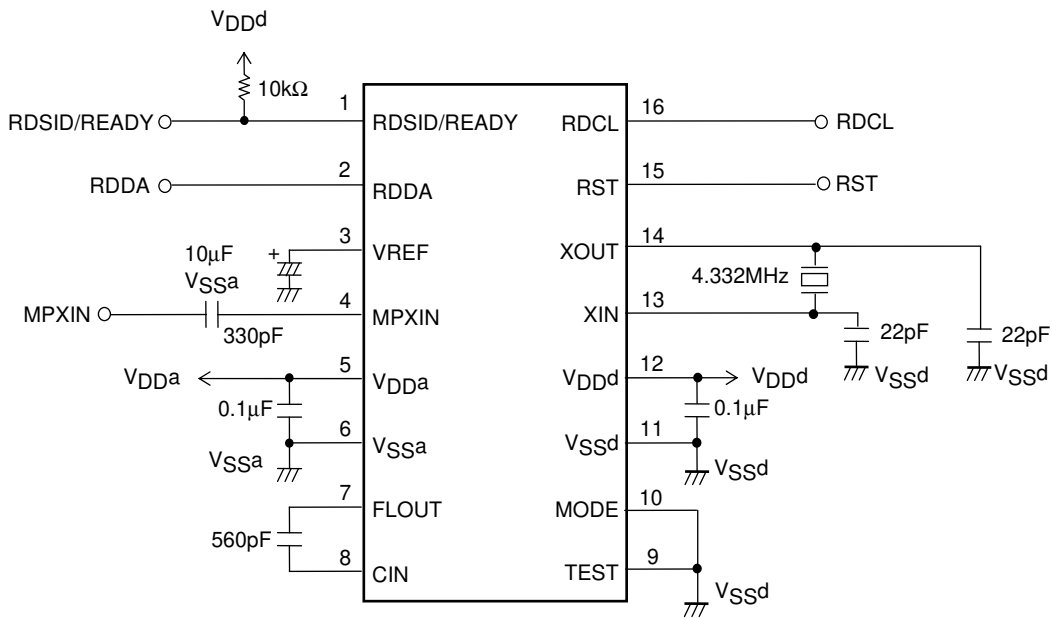 VDDd
10kΩ
RDSID/READY
1
RDSID/READY
RDCL
16
RDCL
RDDA
2
RDDA
RST
15
RST
10μF
+
VSSa
3
VREF
XOUT
14
4.332MHz
MPXIN
330pF
4
MPXIN
XIN
13
22pF
VSSd
22pF
VSSd
VDDa
5
VDDa
VDDd
12
VDDd
0.1μF
0.1μF
6
VSSa
VSSd
11
VSSa
VSSd
7
FLOUT
MODE
10
560pF
8
CIN
TEST
9
VSSd